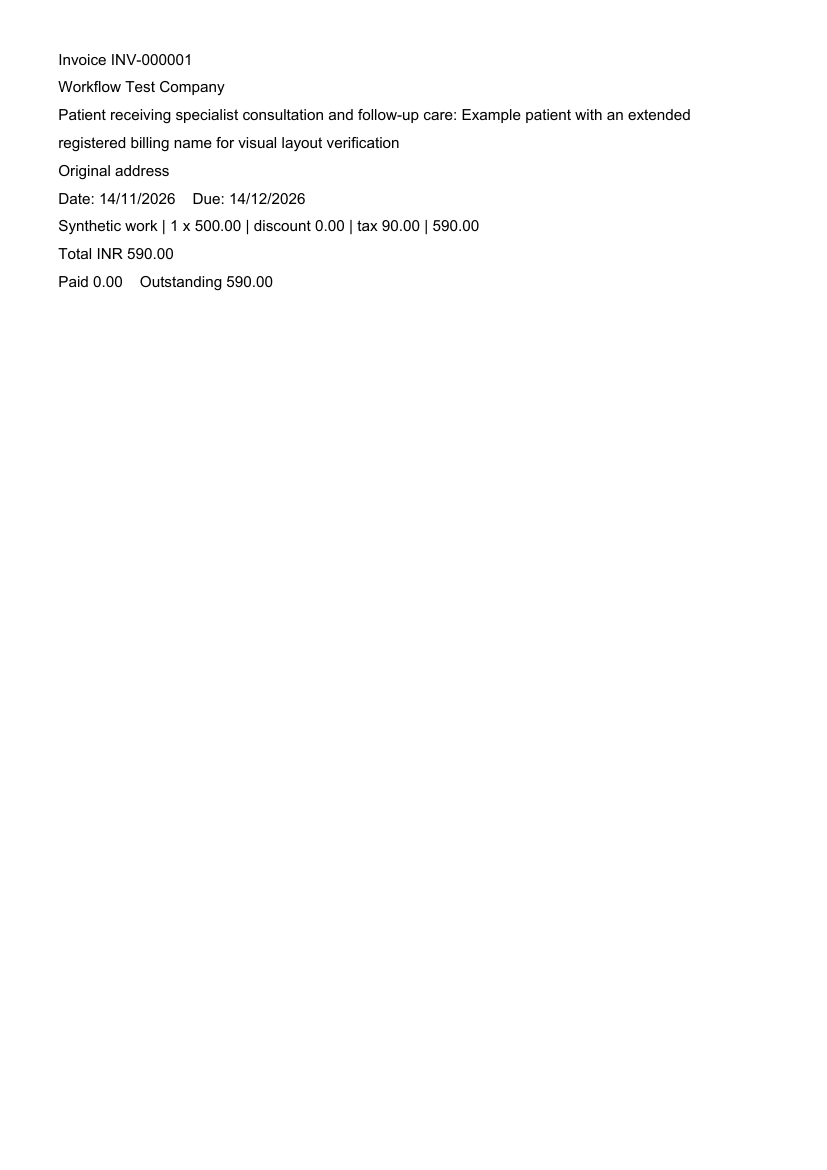 Invoice INV-000001
Workflow Test Company
Patient receiving specialist consultation and follow-up care: Example patient with an extended
registered billing name for visual layout verification
Original address
Date: 14/11/2026    Due: 14/12/2026
Synthetic work | 1 x 500.00 | discount 0.00 | tax 90.00 | 590.00
Total INR 590.00
Paid 0.00    Outstanding 590.00